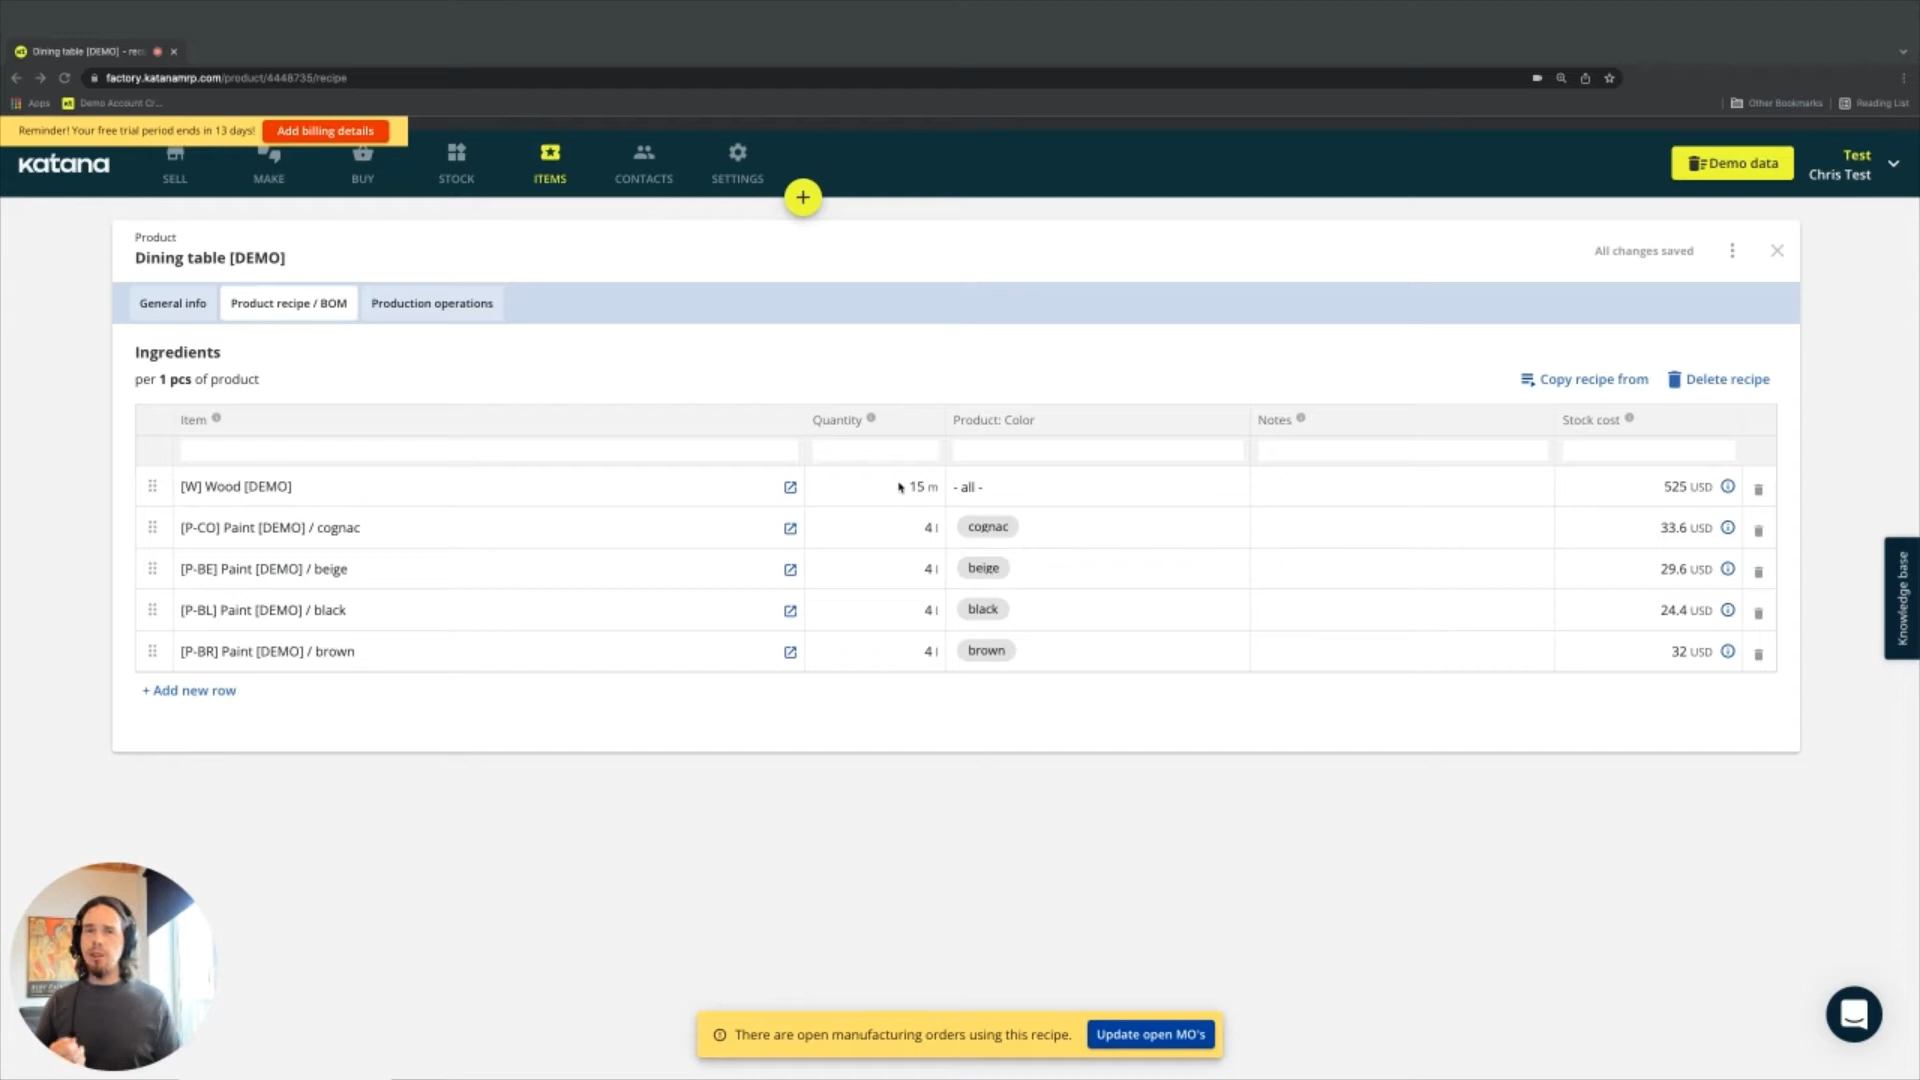 Dining table [DEMO] - rec
factory.katanamrp.com/product/4448735/recipe
Apps
Demo Account Cr...
Other Bookmarks
Reading List
Reminder! Your free trial period ends in 13 days!
Add billing details
katana
SELL
MAKE
BUY
STOCK
ITEMS
CONTACTS
SETTINGS
+
Demo data
Test
Chris Test
Product
Dining table [DEMO]
All changes saved
General info
Product recipe / BOM
Production operations
Ingredients
per 1 pcs of product
Copy recipe from
Delete recipe
Item
Quantity
Product: Color
Notes
Stock cost
[W] Wood [DEMO]
15 m
- all -
525 USD
[P-CO] Paint [DEMO] / cognac
4 l
cognac
33.6 USD
[P-BE] Paint [DEMO] / beige
4 l
beige
29.6 USD
[P-BL] Paint [DEMO] / black
4 l
black
24.4 USD
[P-BR] Paint [DEMO] / brown
4 l
brown
32 USD
+ Add new row
Knowledge base
There are open manufacturing orders using this recipe.
Update open MO's